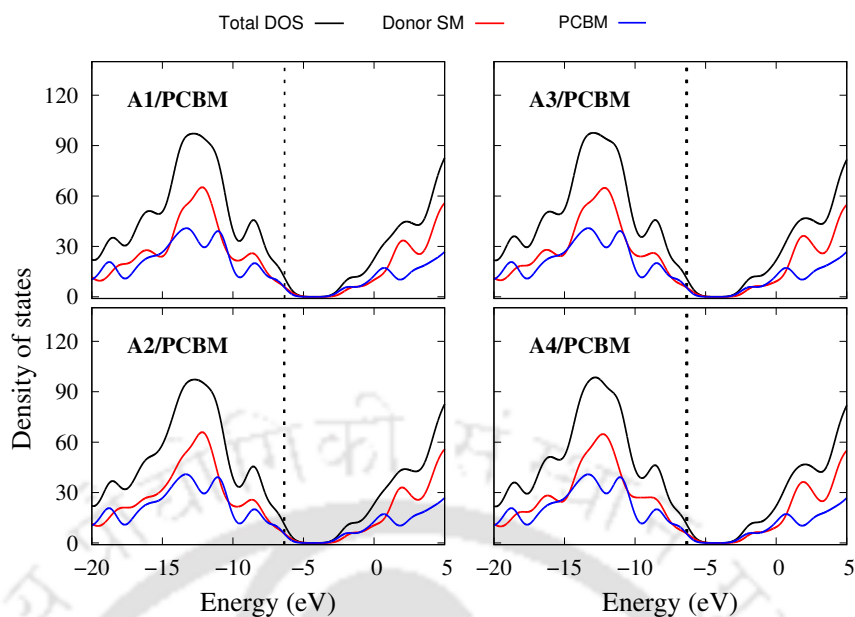 Total DOS Donor SM PCBM
120
90
60
30
0
A1/PCBM
A3/PCBM
Density of states
120
90
60
30
0
A2/PCBM
A4/PCBM
−20 −15 −10 −5 0 5
−20 −15 −10 −5 0 5
Energy (eV) Energy (eV)